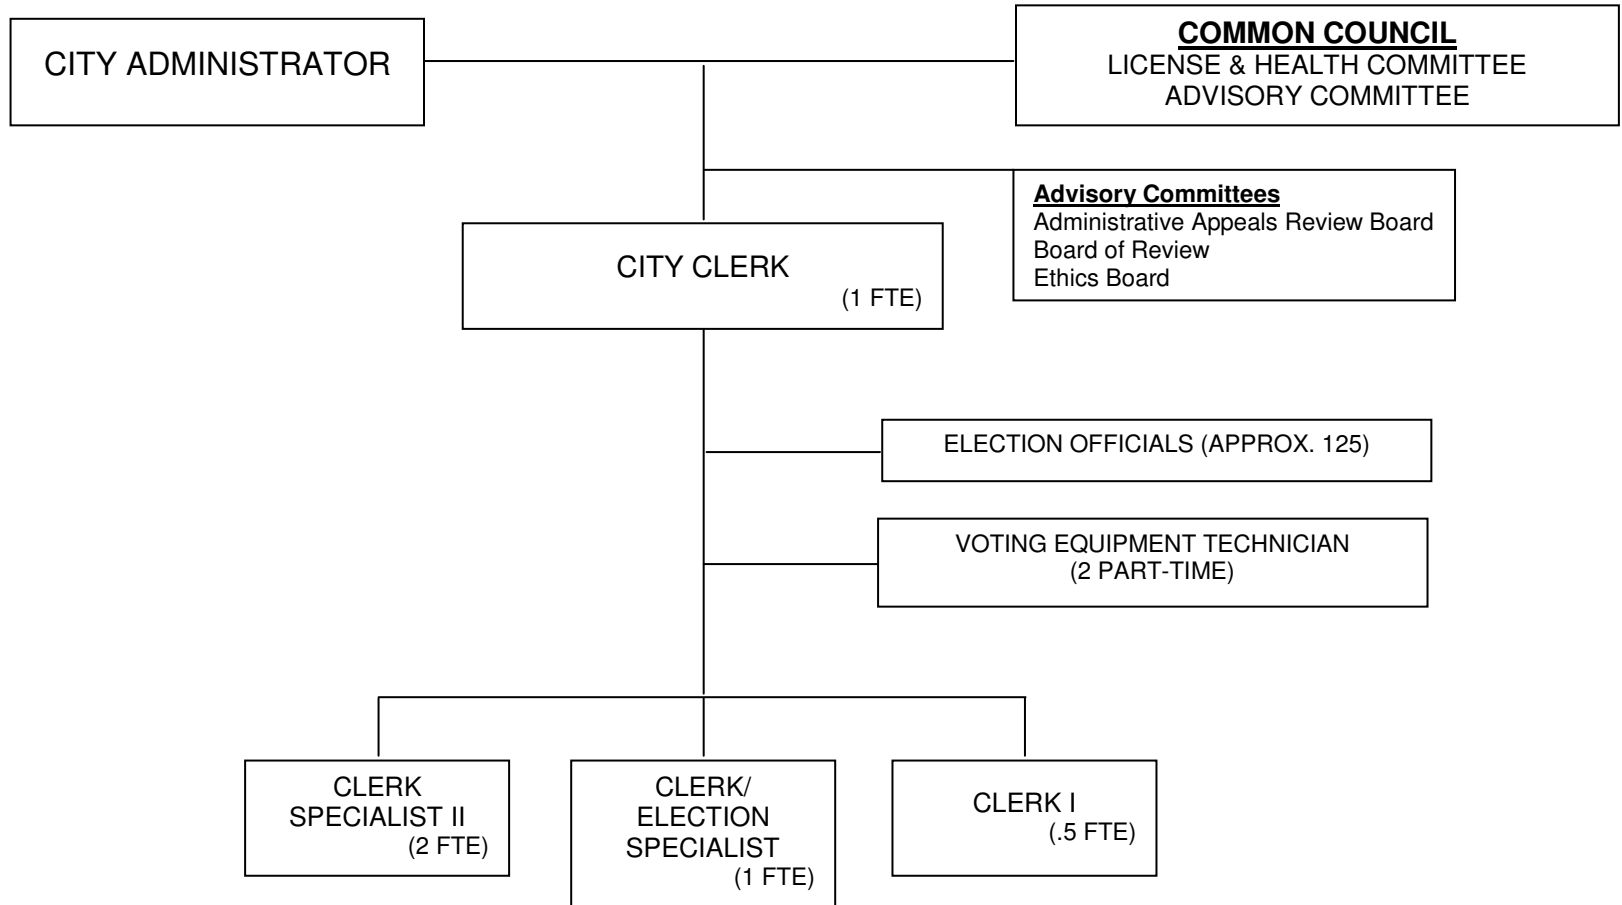 CITY ADMINISTRATOR
COMMON COUNCIL
LICENSE & HEALTH COMMITTEE
ADVISORY COMMITTEE
Advisory Committees
Administrative Appeals Review Board
Board of Review
Ethics Board
CITY CLERK
(1 FTE)
ELECTION OFFICIALS (APPROX. 125)
VOTING EQUIPMENT TECHNICIAN
(2 PART-TIME)
CLERK
SPECIALIST II
(2 FTE)
CLERK/
ELECTION
SPECIALIST
(1 FTE)
CLERK I
(.5 FTE)